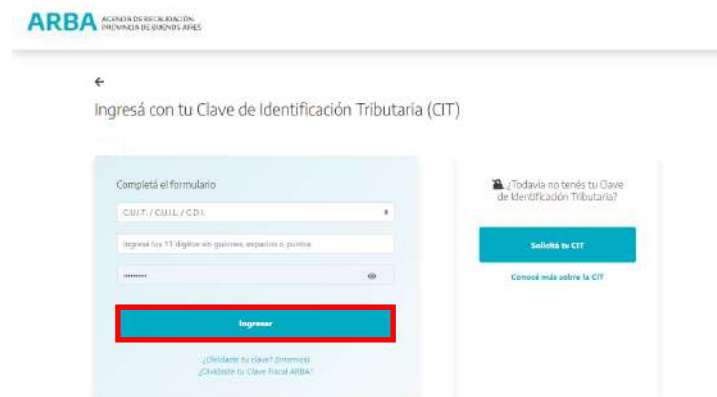 ARBA
AGENCIA DE RECAUDACIÓN
PROVINCIA DE BUENOS AIRES
Ingresá con tu Clave de Identificación Tributaria (CIT)
Completá el formulario
C.U.I.T. / C.U.I.L. / C.D.I.
Ingresá los 11 dígitos sin guiones, espacios o puntos
Ingresar
¿Olvidaste tu clave? (Internos)
¿Olvidaste tu Clave Fiscal ARBA?
¿Todavía no tenés tu Clave
de Identificación Tributaria?
Solicitá tu CIT
Conocé más sobre la CIT